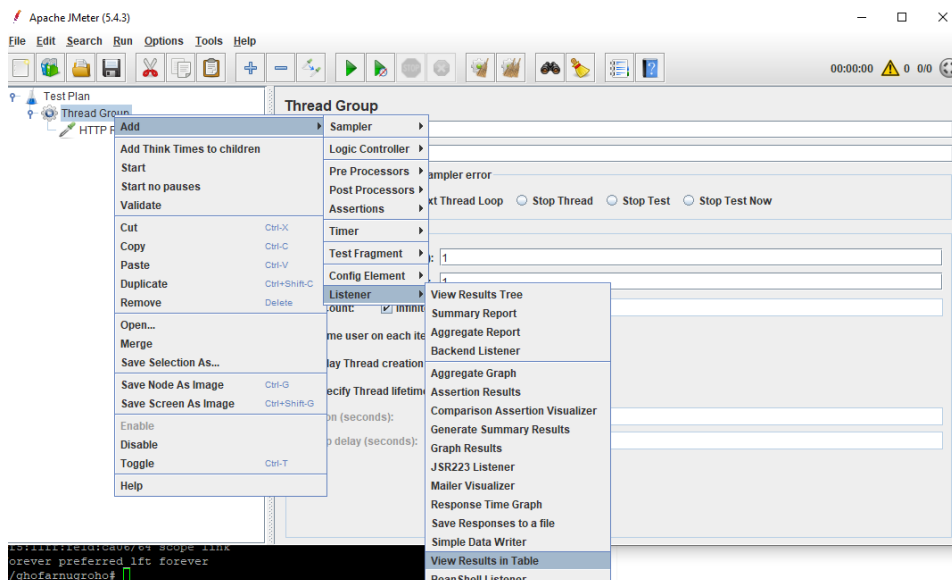 Apache JMeter (5.4.3)
File Edit Search Run Options Tools Help
00:00:00 0 0/0
Test Plan
Thread Group
HTTP
Thread Group
Add
Add Think Times to children
Start
Start no pauses
Validate
Cut Ctrl-X
Copy Ctrl-C
Paste Ctrl-V
Duplicate Ctrl+Shift-C
Remove Delete
Open...
Merge
Save Selection As...
Save Node As Image Ctrl-G
Save Screen As Image Ctrl+Shift-G
Enable
Disable
Toggle Ctrl-T
Help
Sampler
Logic Controller
Pre Processors
Post Processors
Assertions
Timer
Test Fragment
Config Element
Listener
View Results Tree
Summary Report
Aggregate Report
Backend Listener
Aggregate Graph
Assertion Results
Comparison Assertion Visualizer
Generate Summary Results
Graph Results
JSR223 Listener
Mailer Visualizer
Response Time Graph
Save Responses to a file
Simple Data Writer
View Results in Table
BeanShell Listener
ampler error
xt Thread Loop Stop Thread Stop Test Stop Test Now
: 1
1
ount: Infinit
me user on each ite
lay Thread creation
ecify Thread lifetim
on (seconds):
p delay (seconds):
scope link
orever preferred_lft forever
/ghofarnugroho#